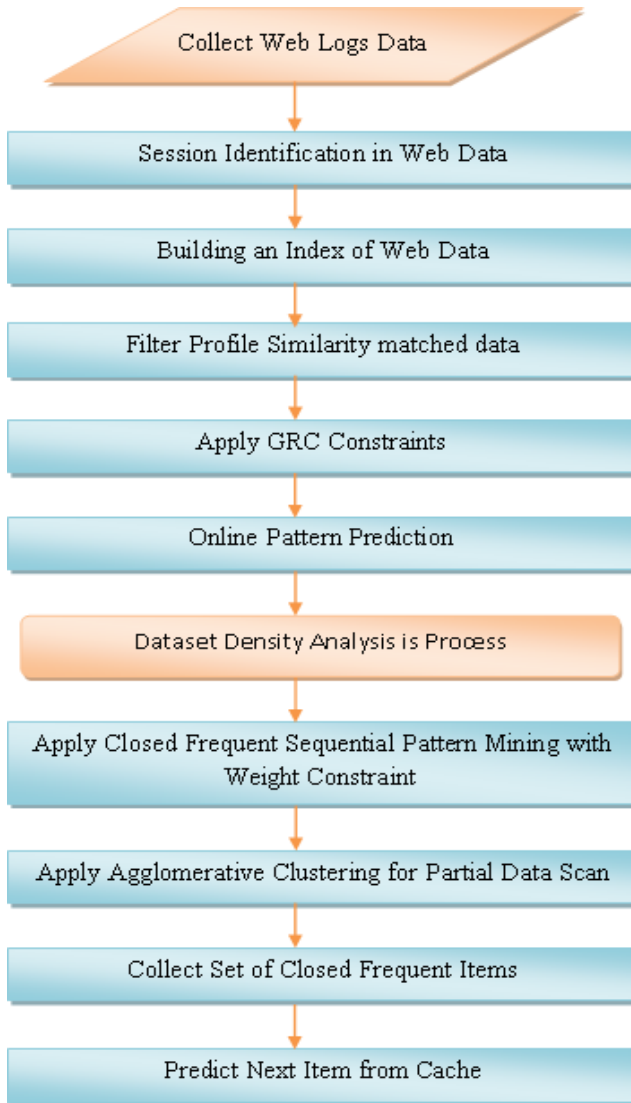 Collect Web Logs Data
Session Identification in Web Data
Building an Index of Web Data
Filter Profile Similarity matched data
Apply GRC Constraints
Online Pattern Prediction
Dataset Density Analysis is Process
Apply Closed Frequent Sequential Pattern Mining with
Weight Constraint
Apply Agglomerative Clustering for Partial Data Scan
Collect Set of Closed Frequent Items
Predict Next Item from Cache